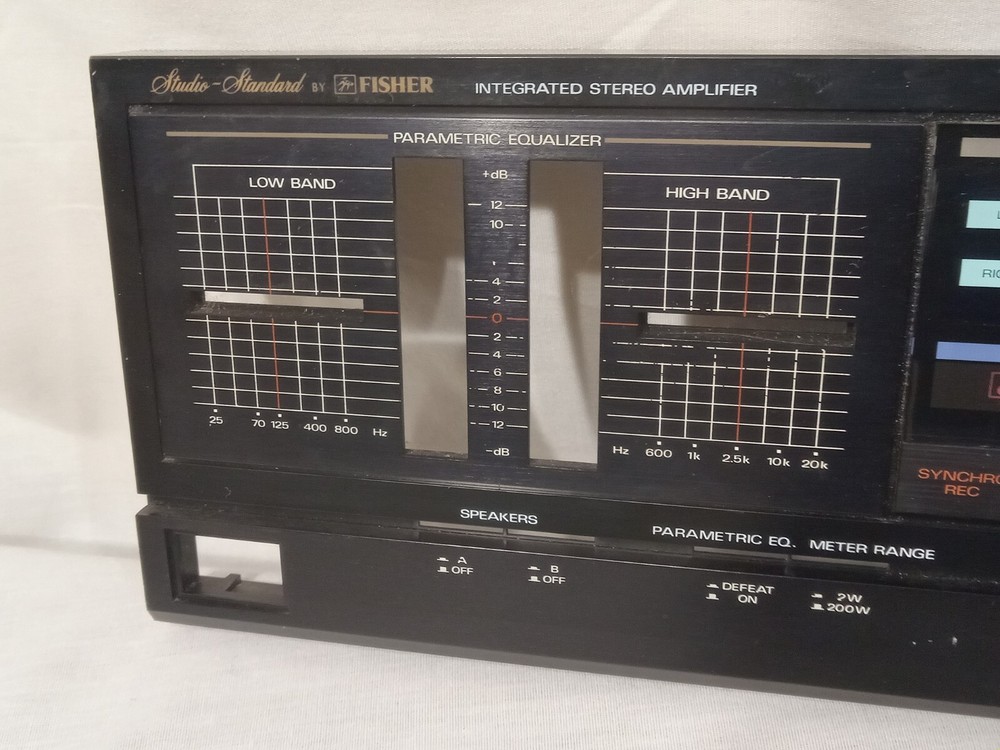 Studio-Standard BY FISHER INTEGRATED STEREO AMPLIFIER
PARAMETRIC EQUALIZER
LOW BAND
25 70 125 400 800 Hz
+dB
12
10
4
2
0
2
4
6
8
10
12
-dB
HIGH BAND
Hz 600 1k 2.5k 10k 20k
SYNCHRO
REC
SPEAKERS
A
OFF
B
OFF
PARAMETRIC EQ. METER RANGE
DEFEAT
ON
2W
200W